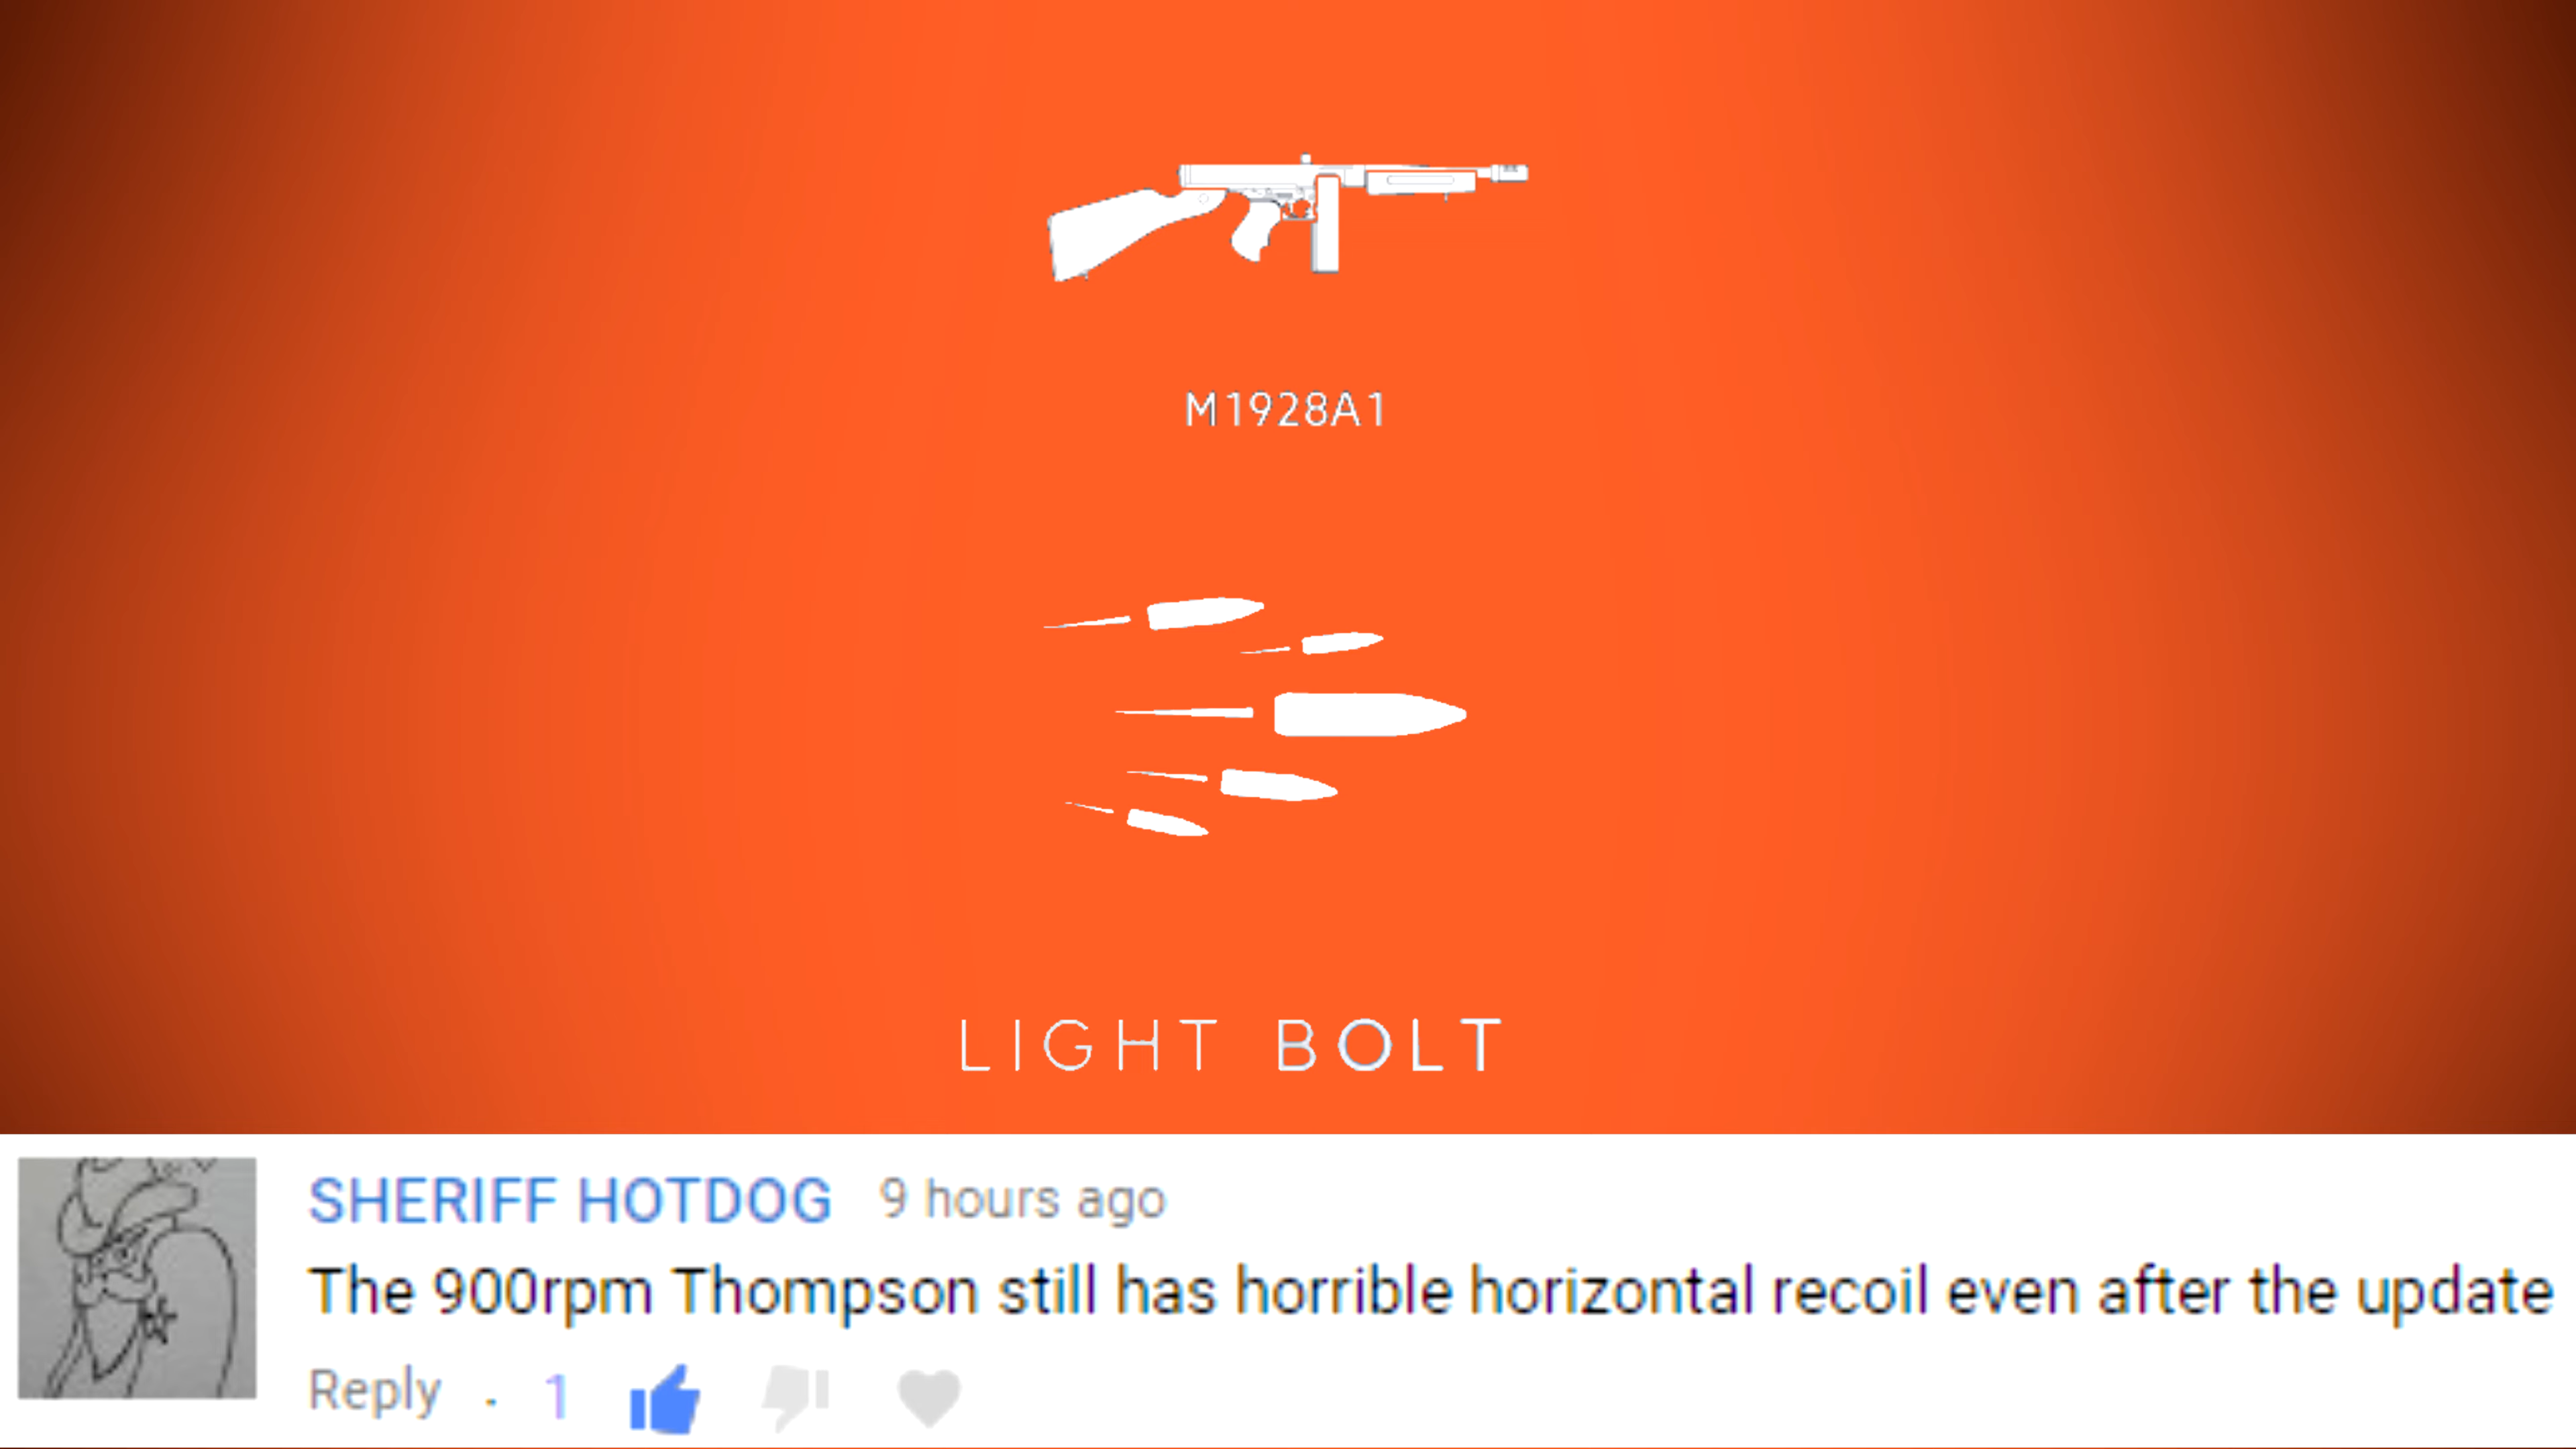 M1928A1
LIGHT BOLT
SHERIFF HOTDOG 9 hours ago
The 900rpm Thompson still has horrible horizontal recoil even after the update
Reply · 1